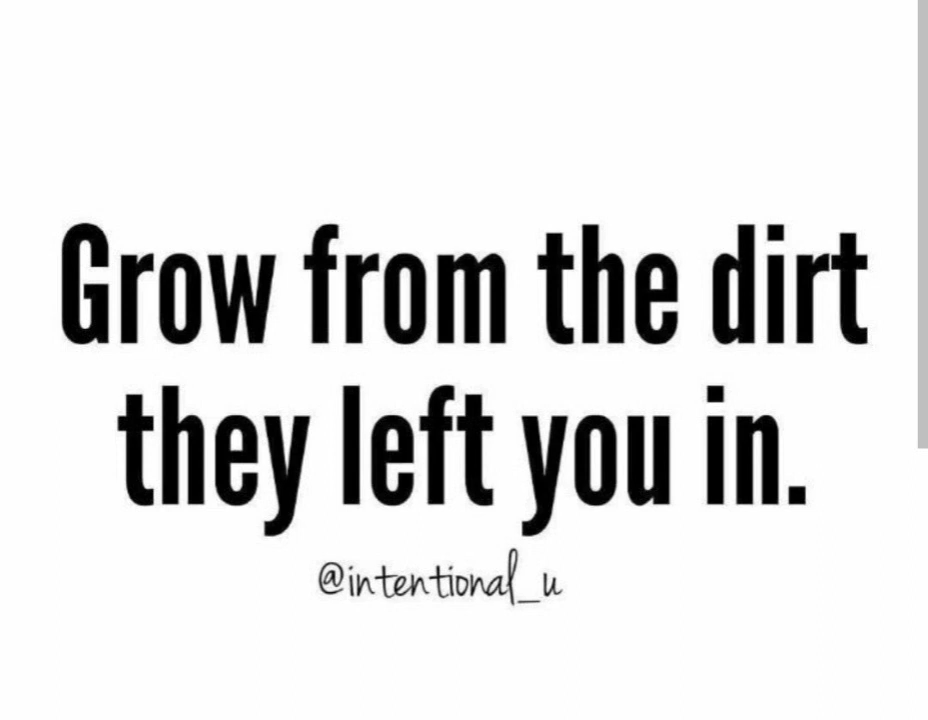 Grow from the dirt
they left you in.
@intentional_u